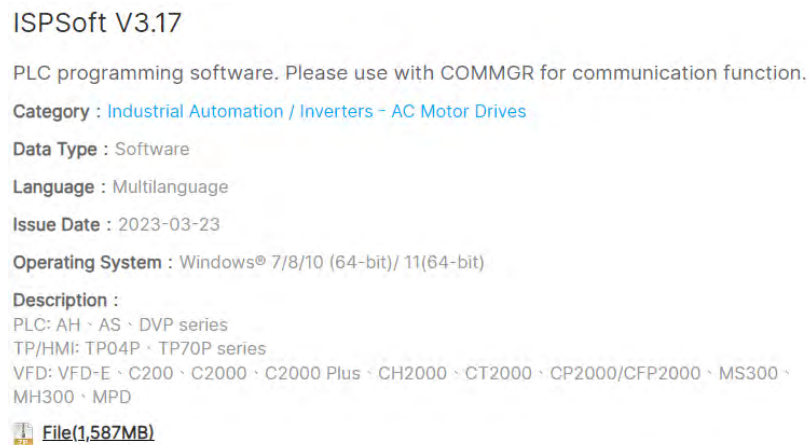 ISPSoft V3.17
PLC programming software. Please use with COMMGR for communication function.
Category : Industrial Automation / Inverters - AC Motor Drives
Data Type : Software
Language : Multilanguage
Issue Date : 2023-03-23
Operating System : Windows® 7/8/10 (64-bit)/ 11(64-bit)
Description :
PLC: AH、AS、DVP series
TP/HMI: TP04P、TP70P series
VFD: VFD-E、C200、C2000、C2000 Plus、CH2000、CT2000、CP2000/CFP2000、MS300、
MH300、MPD
File(1,587MB)